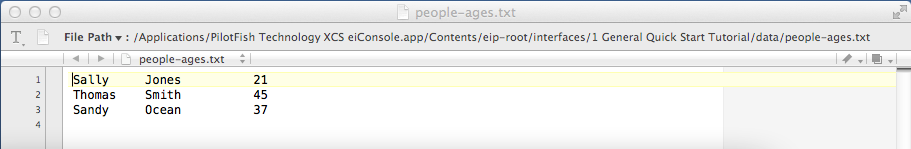 people-ages.txt
File Path ▾ : /Applications/PilotFish Technology XCS eiConsole.app/Contents/eip-root/interfaces/1 General Quick Start Tutorial/data/people-ages.txt
people-ages.txt
1 Sally Jones 21
2 Thomas Smith 45
3 Sandy Ocean 37
4